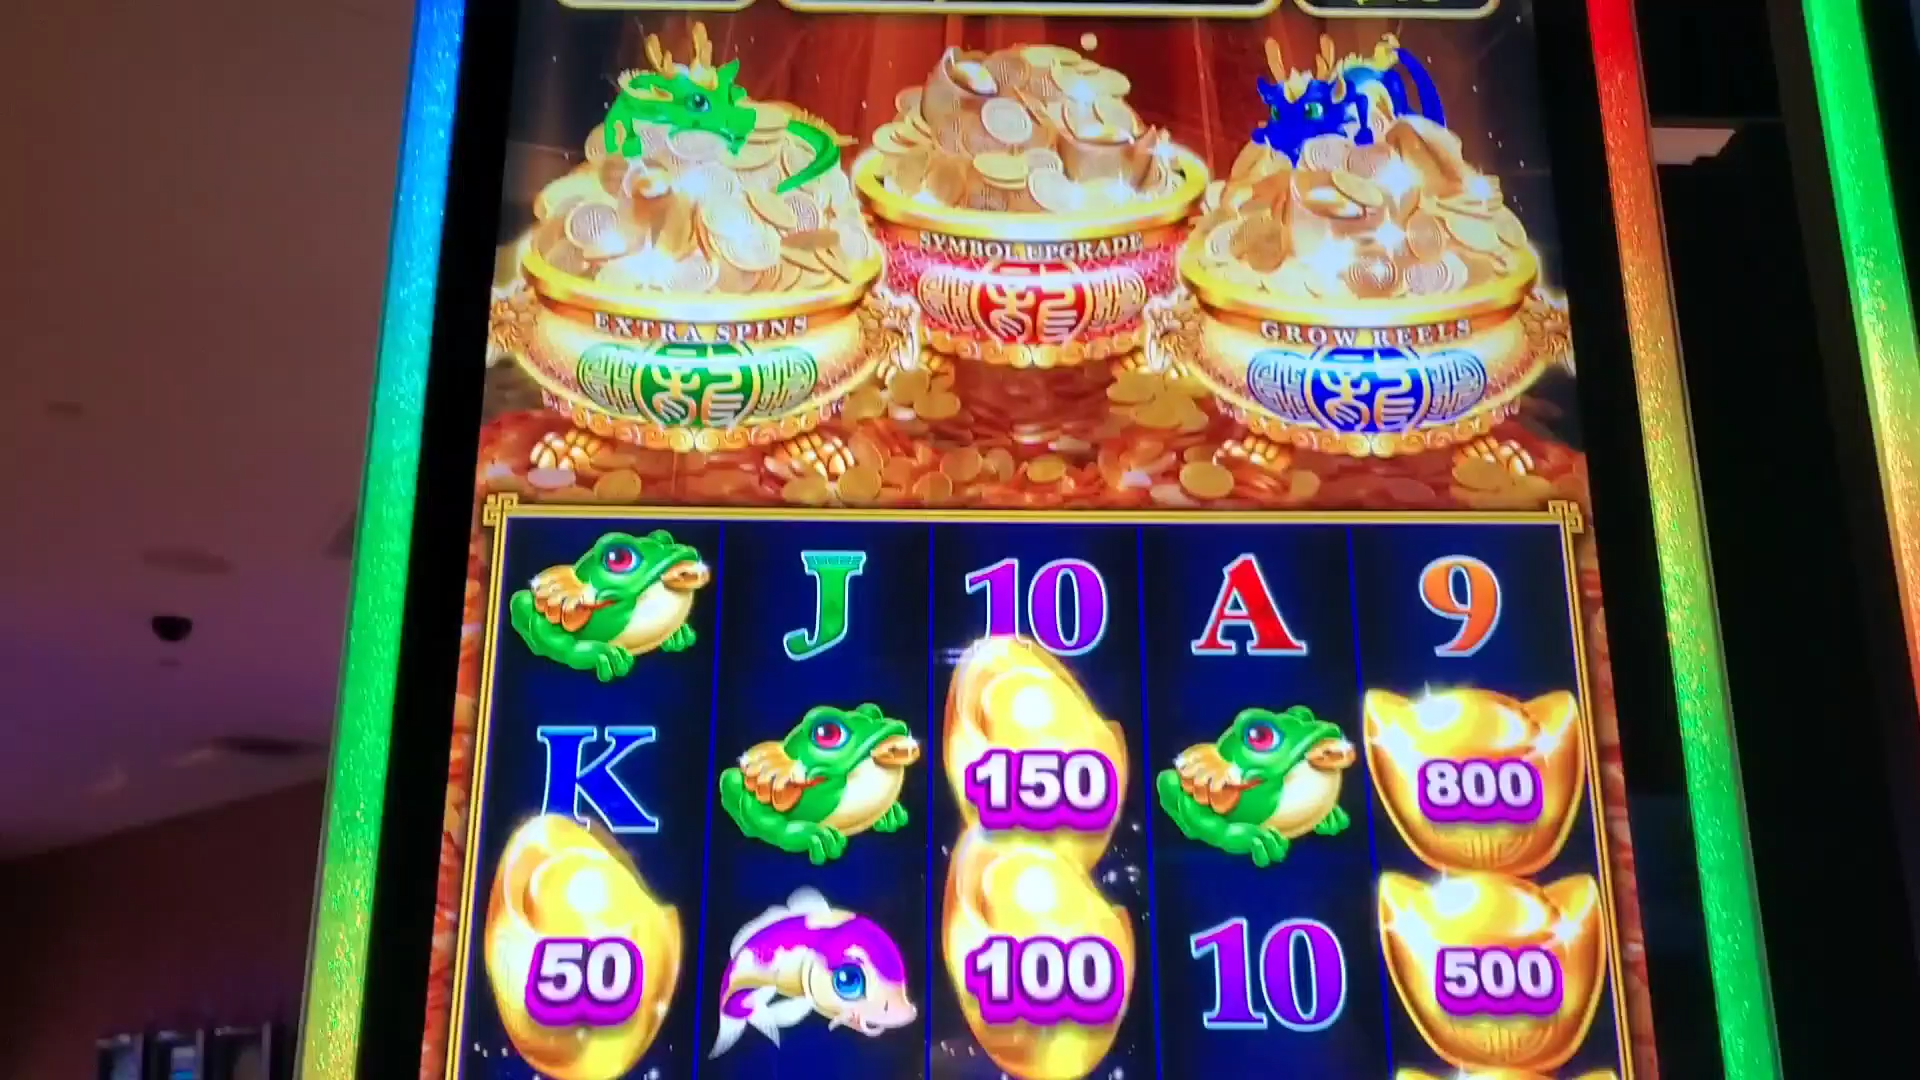 SYMBOL UPGRADE
EXTRA SPINS
GROW REELS
J
10
A
9
K
150
800
50
100
10
500